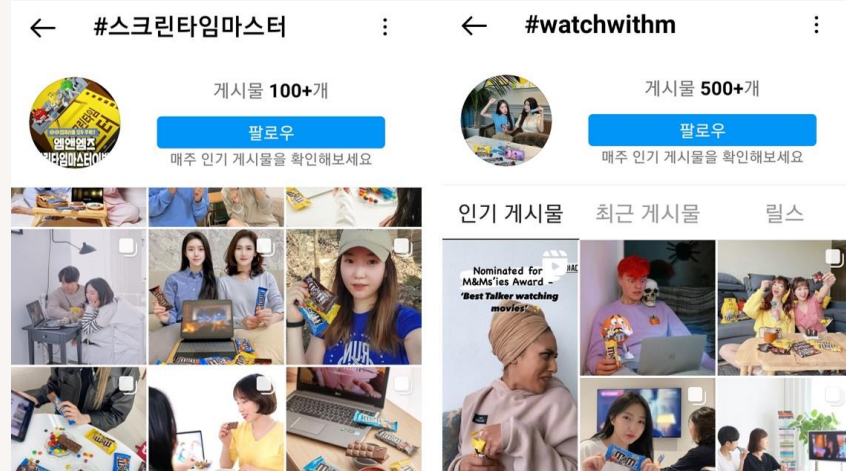 #스크린타임마스터
게시물 100+개
팔로우
매주 인기 게시물을 확인해보세요
엠앤엠즈
#watchwithm
게시물 500+개
팔로우
매주 인기 게시물을 확인해보세요
인기 게시물
최근 게시물
릴스
Nominated for
M&Ms'ies Award -
'Best Talker watching
movies'
m&m's
RUN